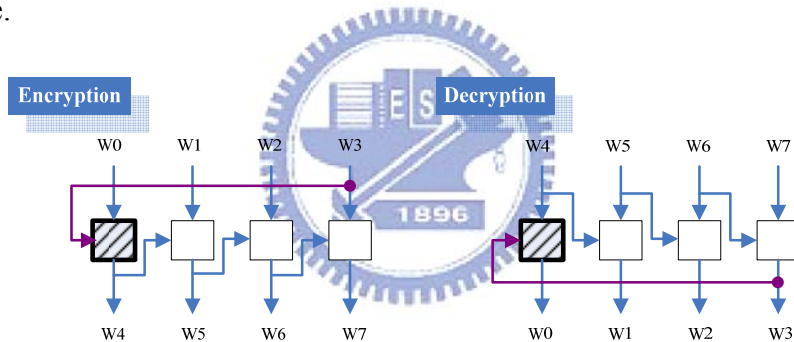 e.
Encryption
Decryption
W0 W1 W2 W3
W4 W5 W6 W7
E S
1896
W4 W5 W6 W7
W0 W1 W2 W3